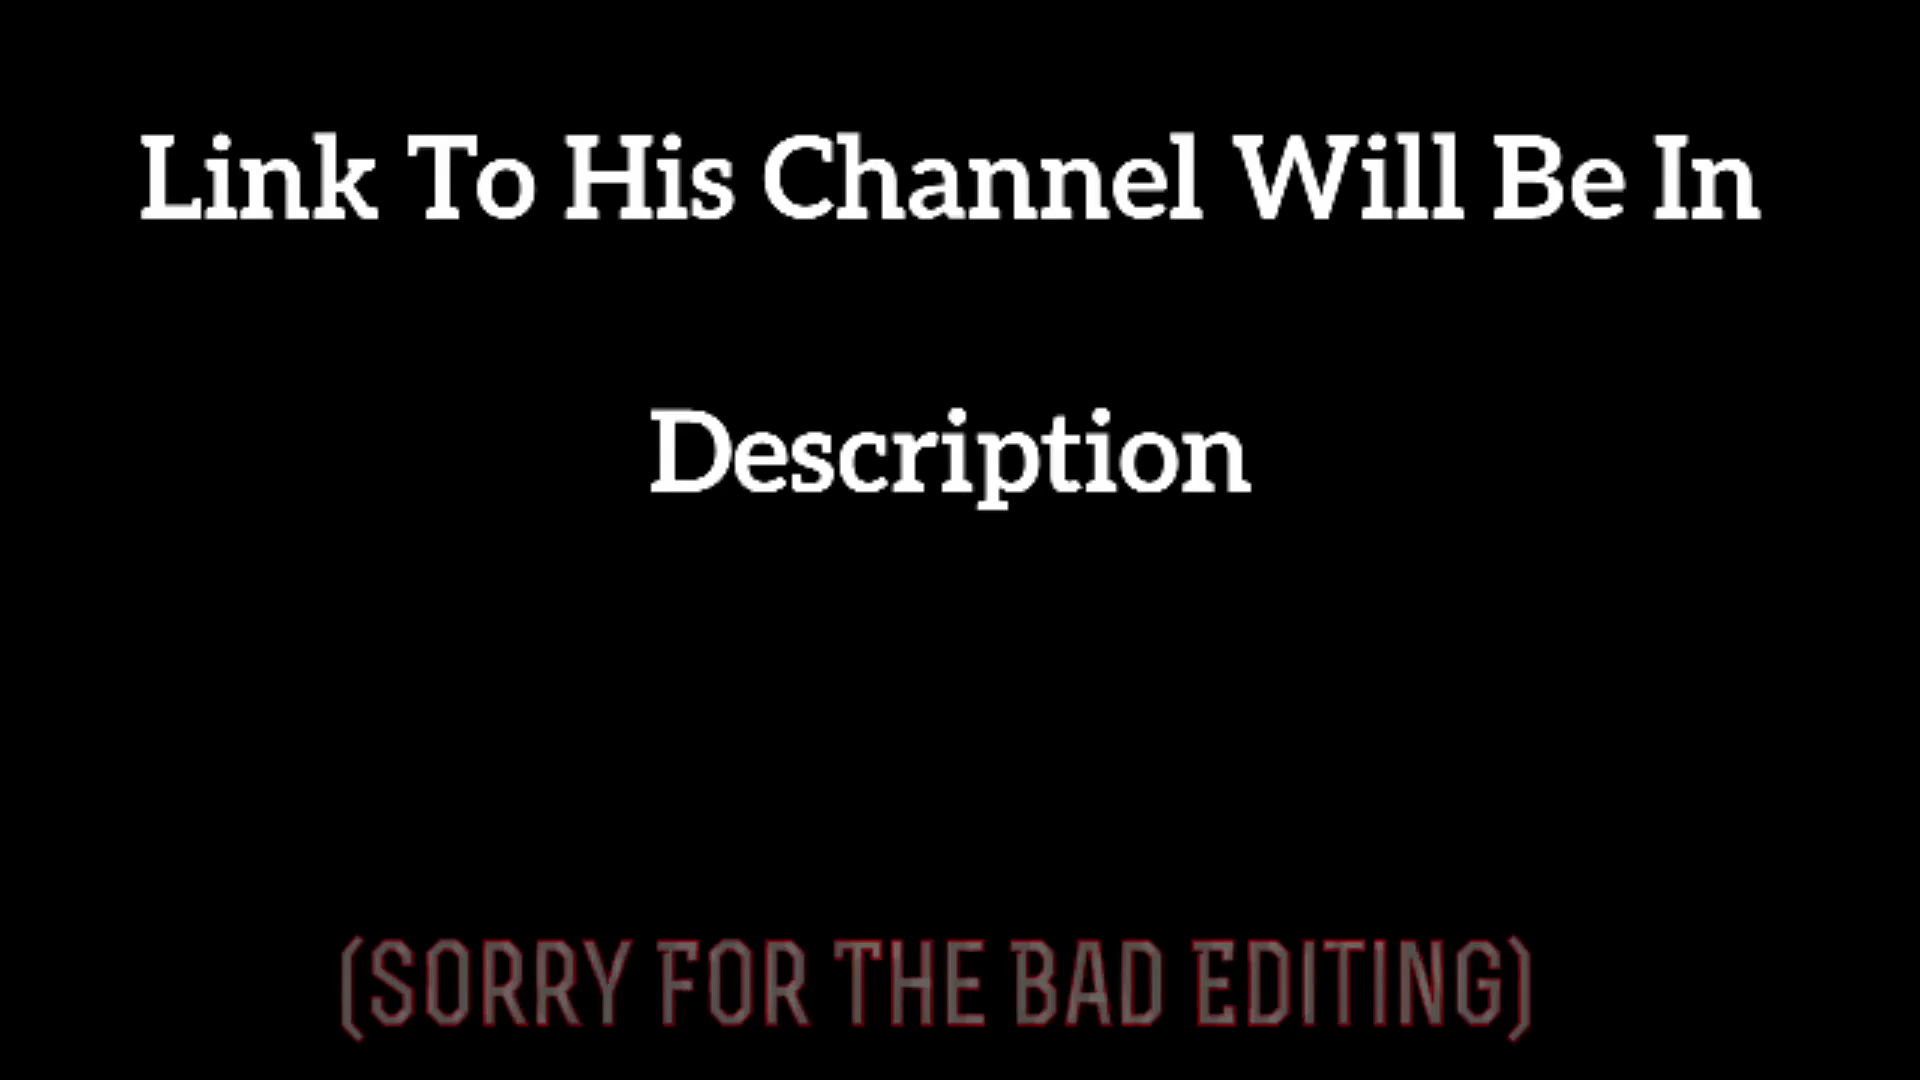 Link To His Channel Will Be In
Description
(SORRY FOR THE BAD EDITING)